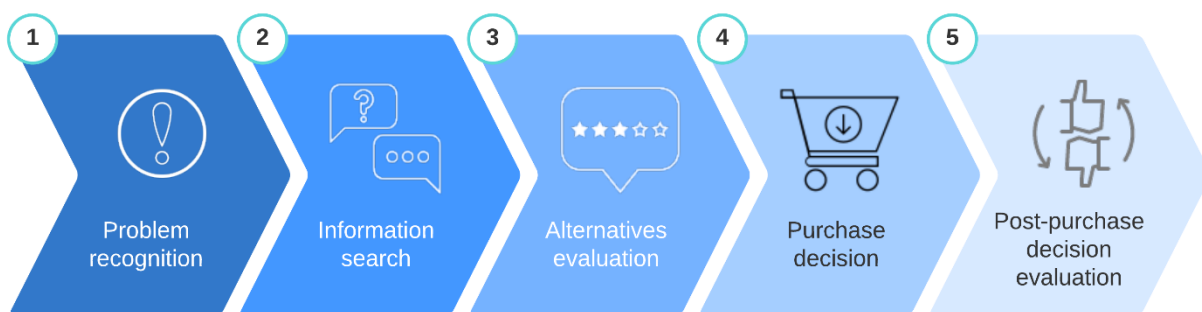 1
2
3
4
5
Problem
recognition
Information
search
Alternatives
evaluation
Purchase
decision
Post-purchase
decision
evaluation